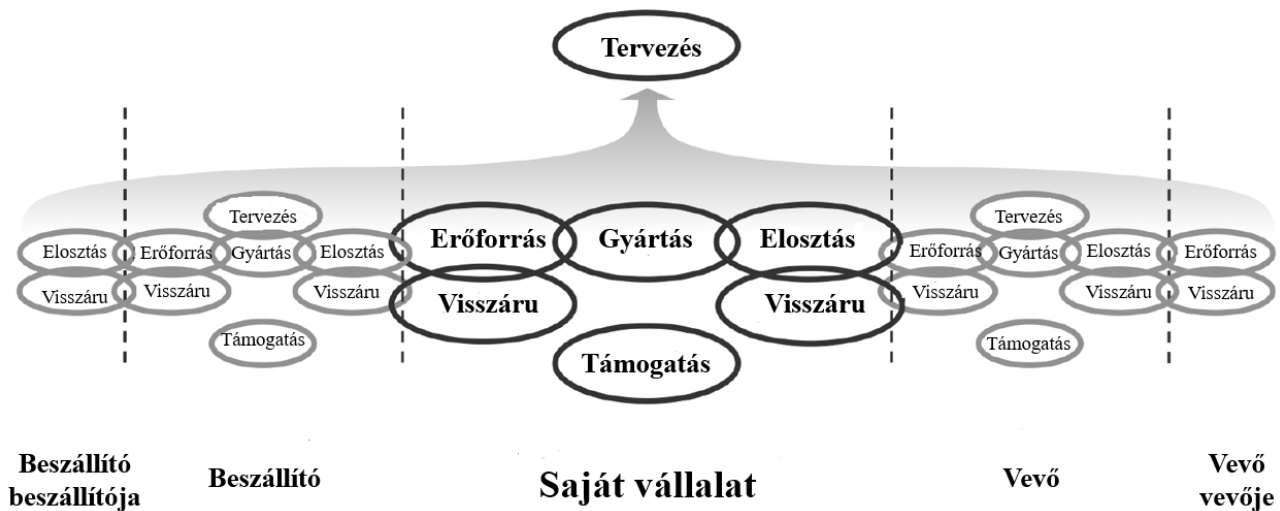 Tervezés
Tervezés
Tervezés
Elosztás
Erőforrás
Gyártás
Elosztás
Erőforrás
Gyártás
Elosztás
Erőforrás
Gyártás
Elosztás
Erőforrás
Visszáru
Visszáru
Visszáru
Visszáru
Visszáru
Visszáru
Visszáru
Visszáru
Támogatás
Támogatás
Támogatás
Beszállító
beszállítója
Beszállító
Saját vállalat
Vevő
Vevő
vevője